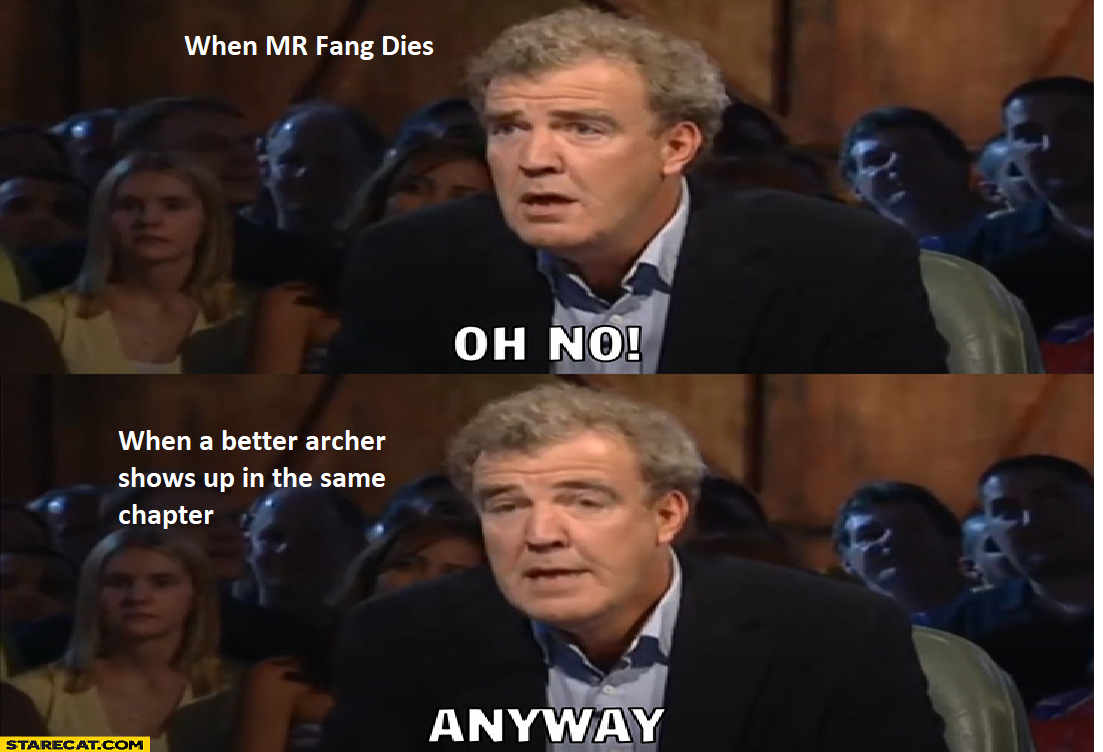 When MR Fang Dies
OH NO!
When a better archer
shows up in the same
chapter
ANYWAY
STARECAT.COM